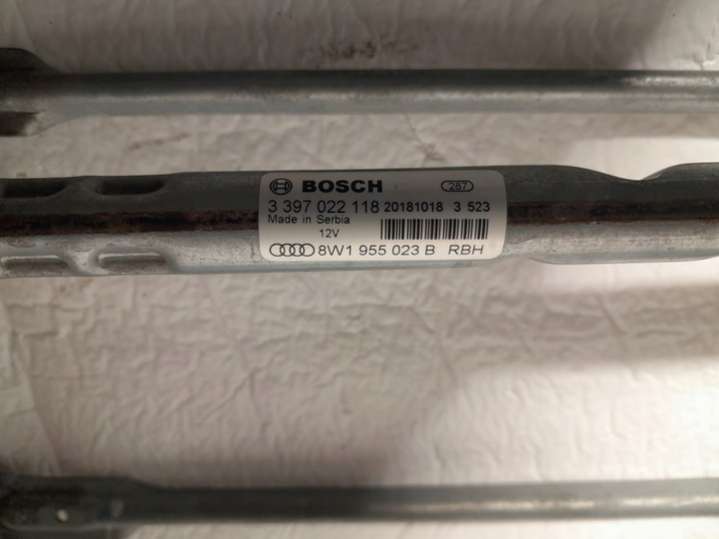 BOSCH 287
3 397 022 118 20181018 3 523
Made in Serbia
12V
8W1 955 023 B RBH